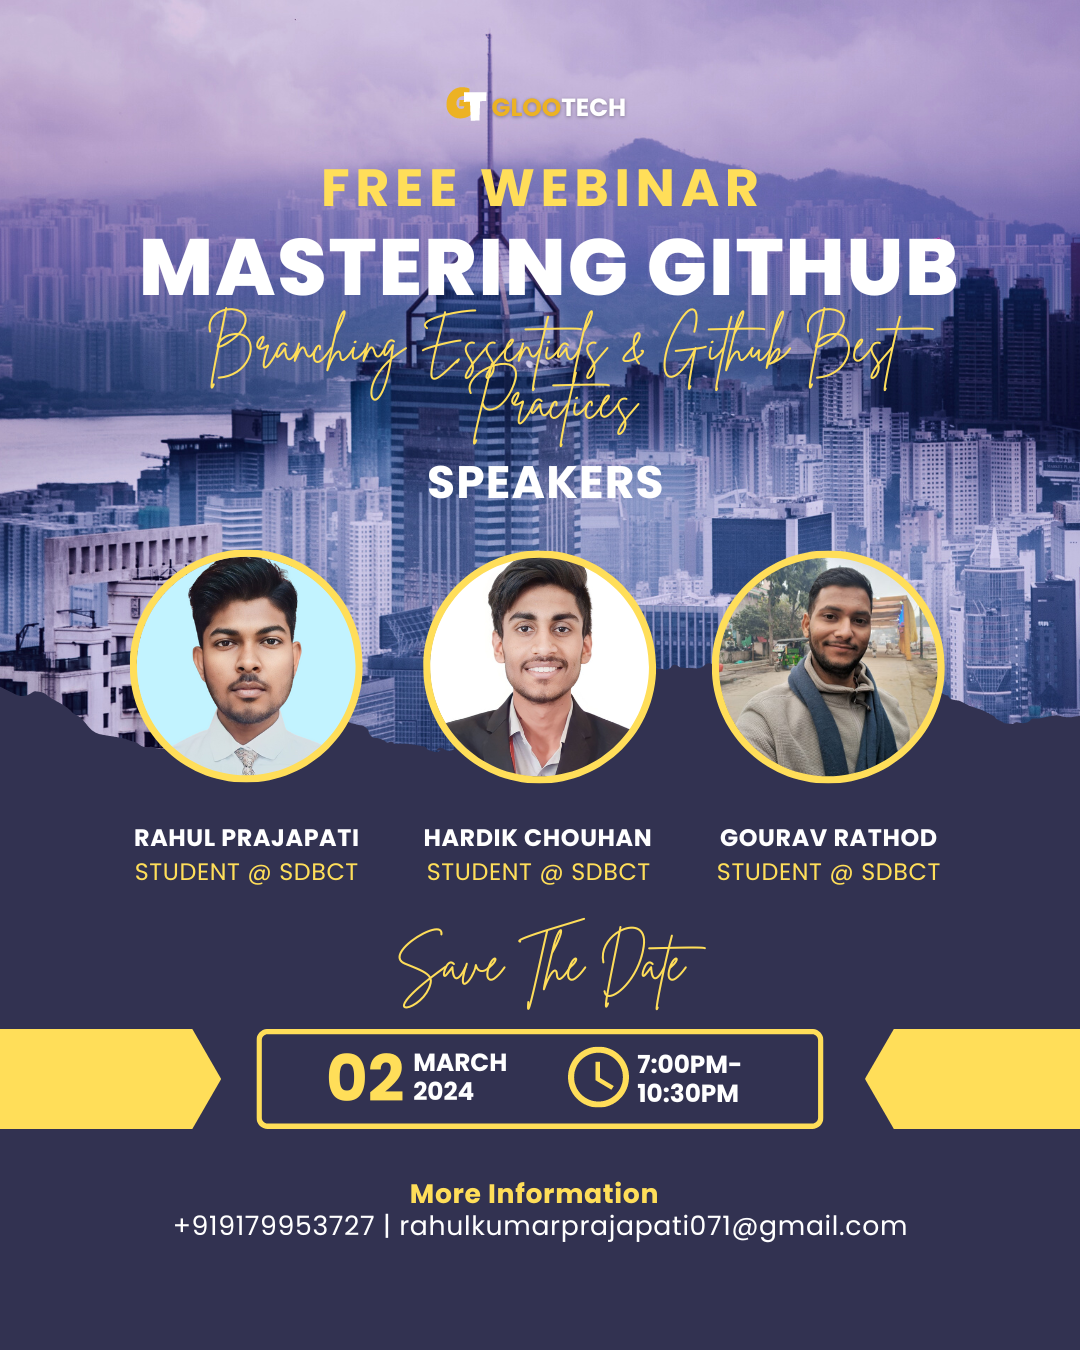 GT GLOOTECH
FREE WEBINAR
MASTERING GITHUB
Branching Essentials & Github Best
Practices
SPEAKERS
RAHUL PRAJAPATI
STUDENT @ SDBCT
HARDIK CHOUHAN
STUDENT @ SDBCT
GOURAV RATHOD
STUDENT @ SDBCT
Save The Date
02 MARCH
2024
7:00PM-
10:30PM
More Information
+919179953727 | rahulkumarprajapati071@gmail.com